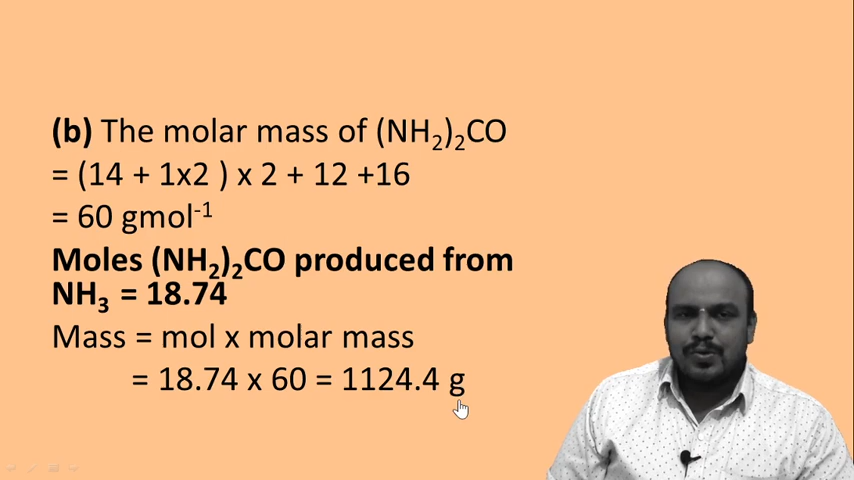 (b) The molar mass of (NH₂)₂CO
= (14 + 1x2 ) x 2 + 12 +16
= 60 gmol⁻¹
Moles (NH₂)₂CO produced from
NH₃ = 18.74
Mass = mol x molar mass
= 18.74 x 60 = 1124.4 g